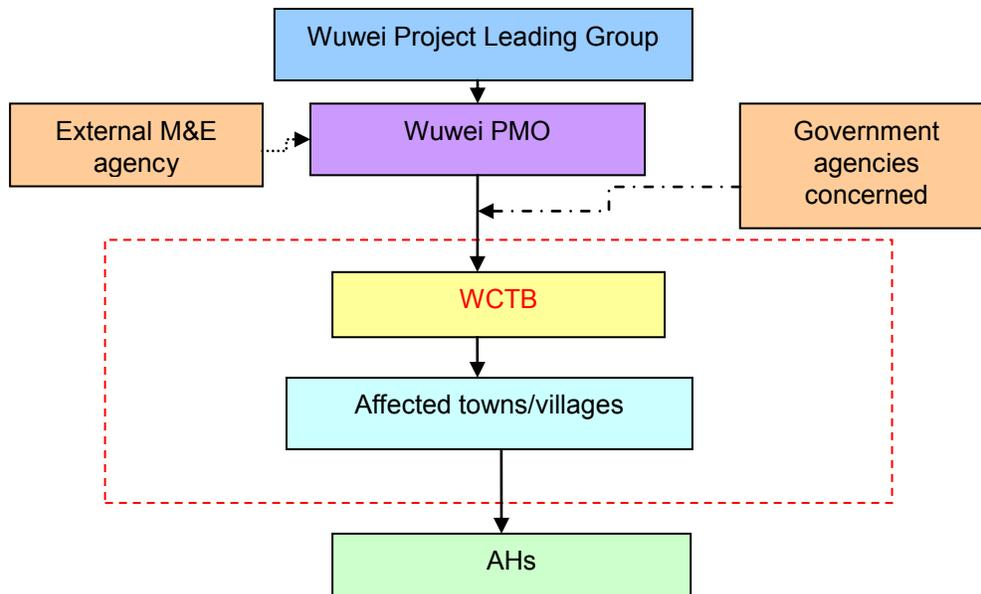 Wuwei Project Leading Group
External M&E
agency
Wuwei PMO
Government
agencies
concerned
WCTB
Affected towns/villages
AHs